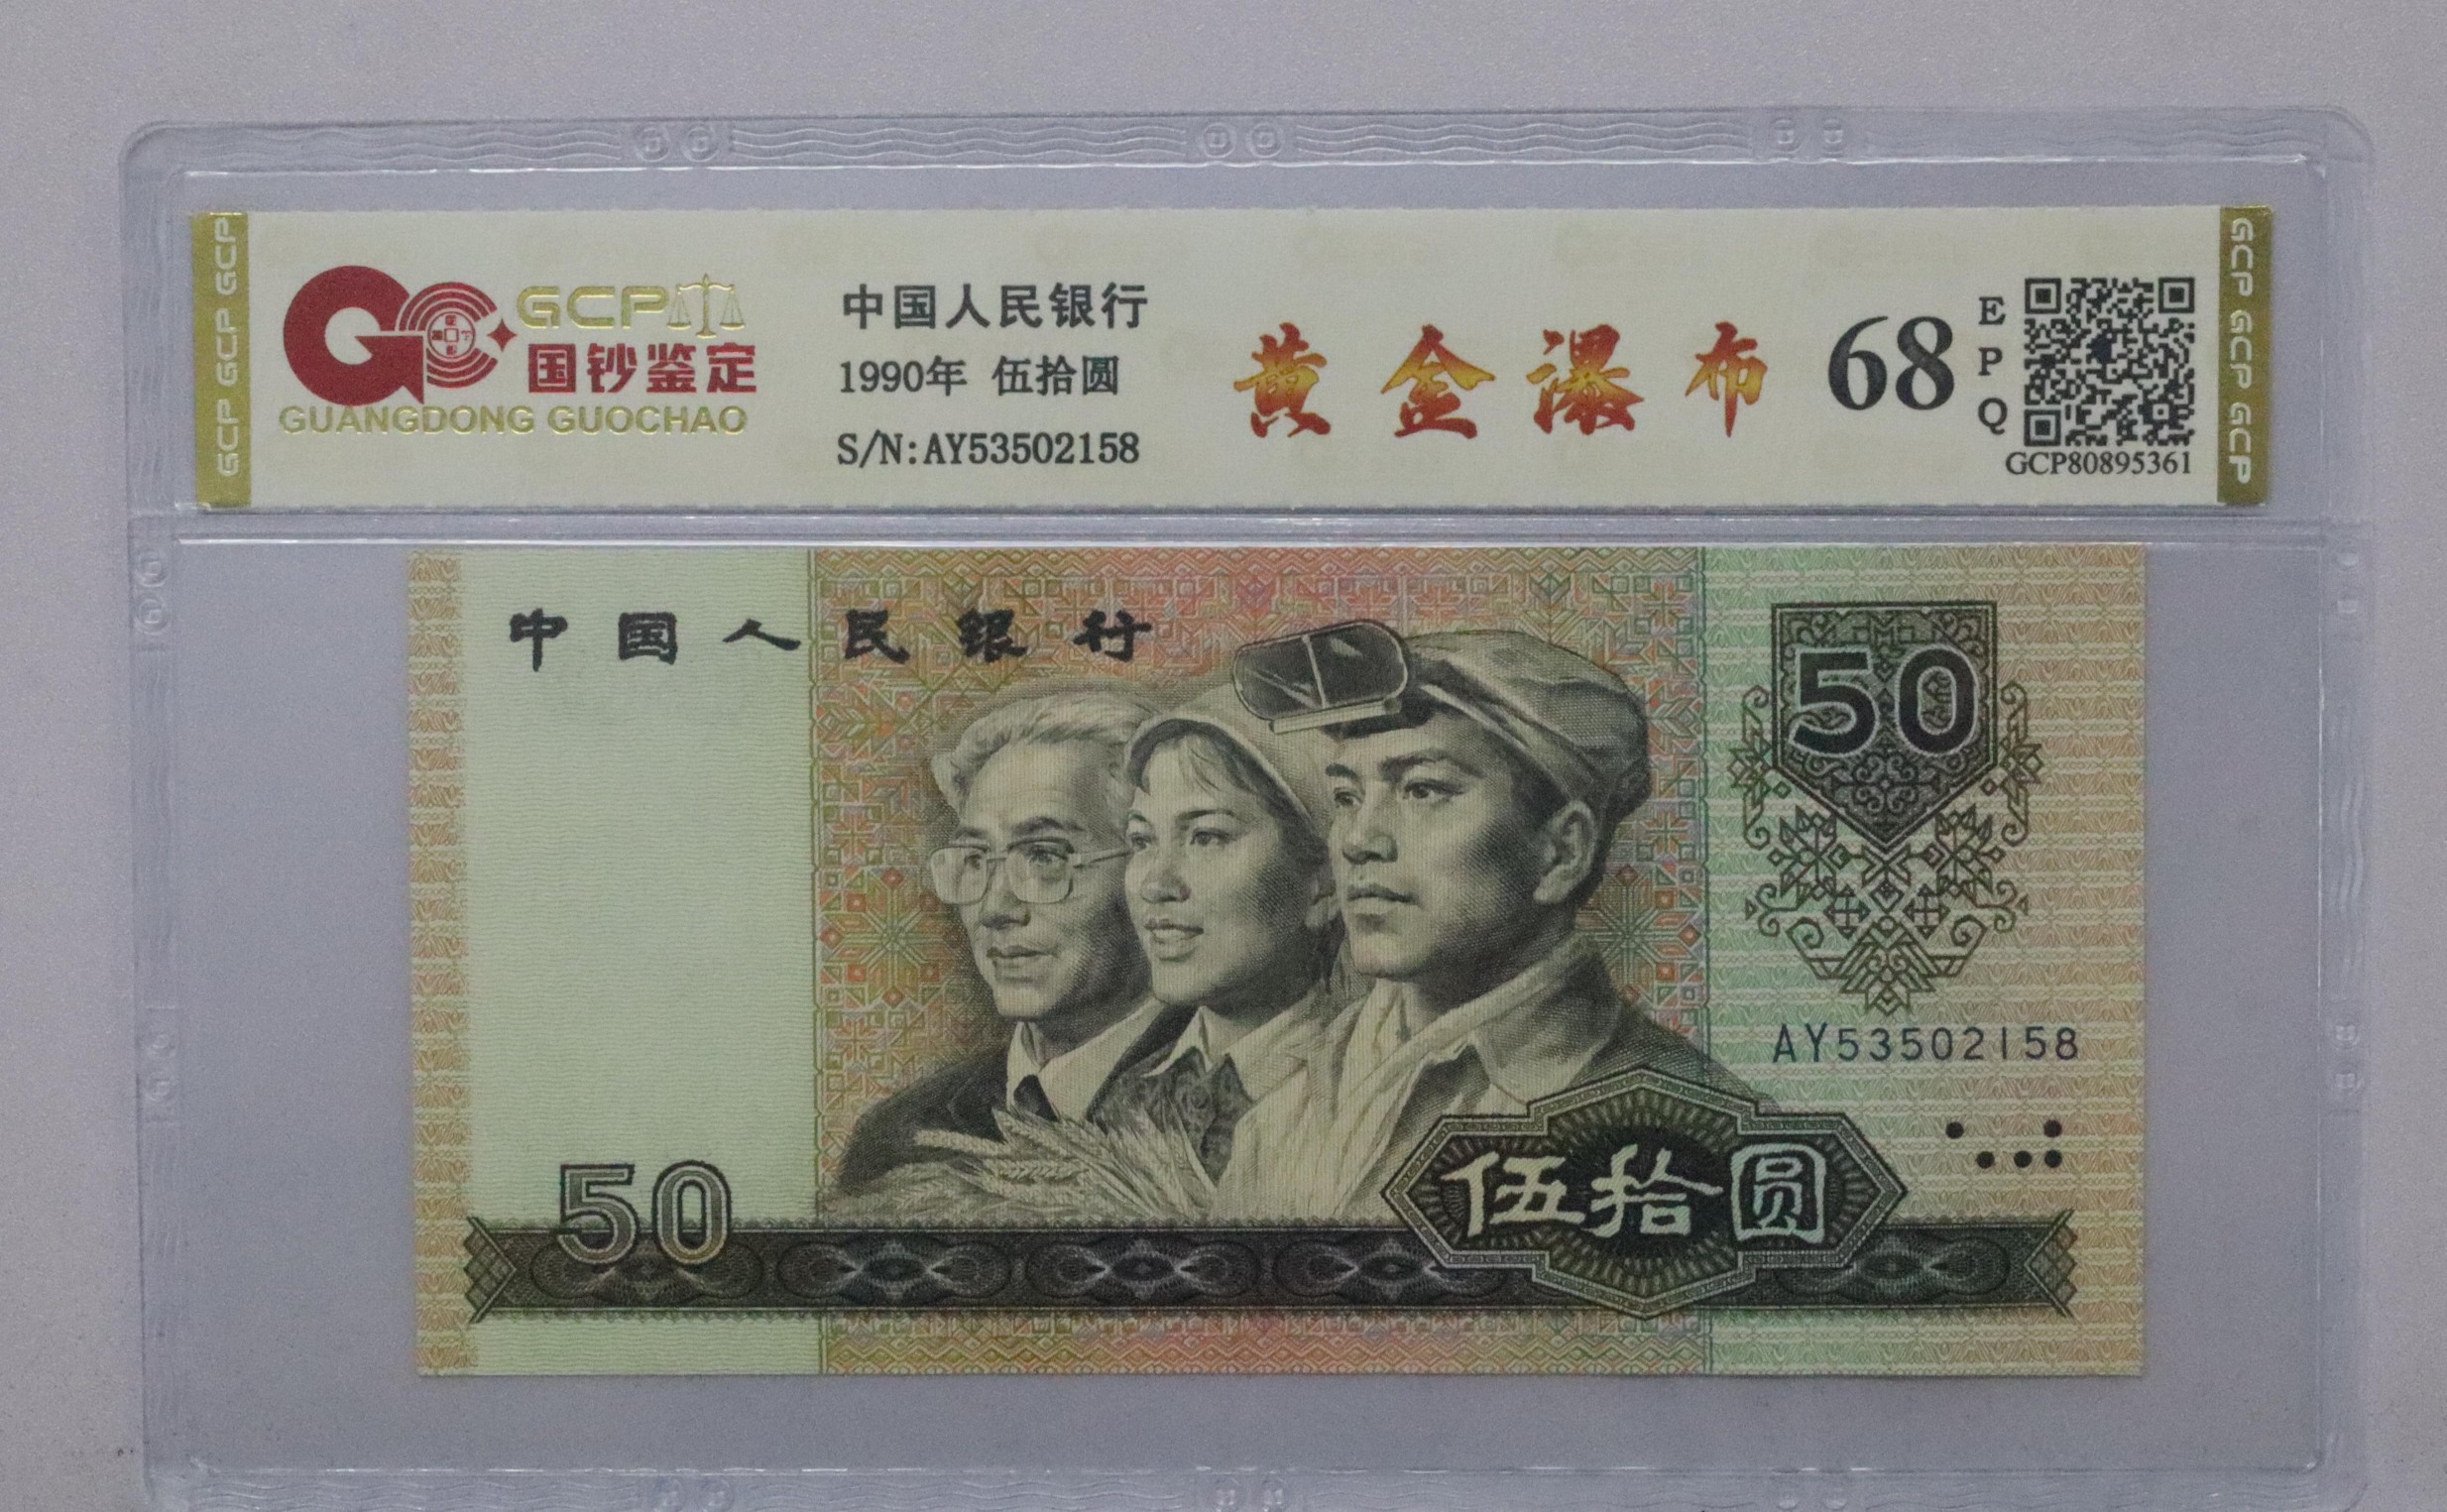 GCP GCP GCP
GCP
国钞鉴定
GUANGDONG GUOCHAO
中国人民银行
1990年 伍拾圆
S/N:AY53502158
黄金瀑布
68
EPQ
GCP80895361
GCP GCP GCP
中国人民银行
50
AY53502158
50
伍拾圆